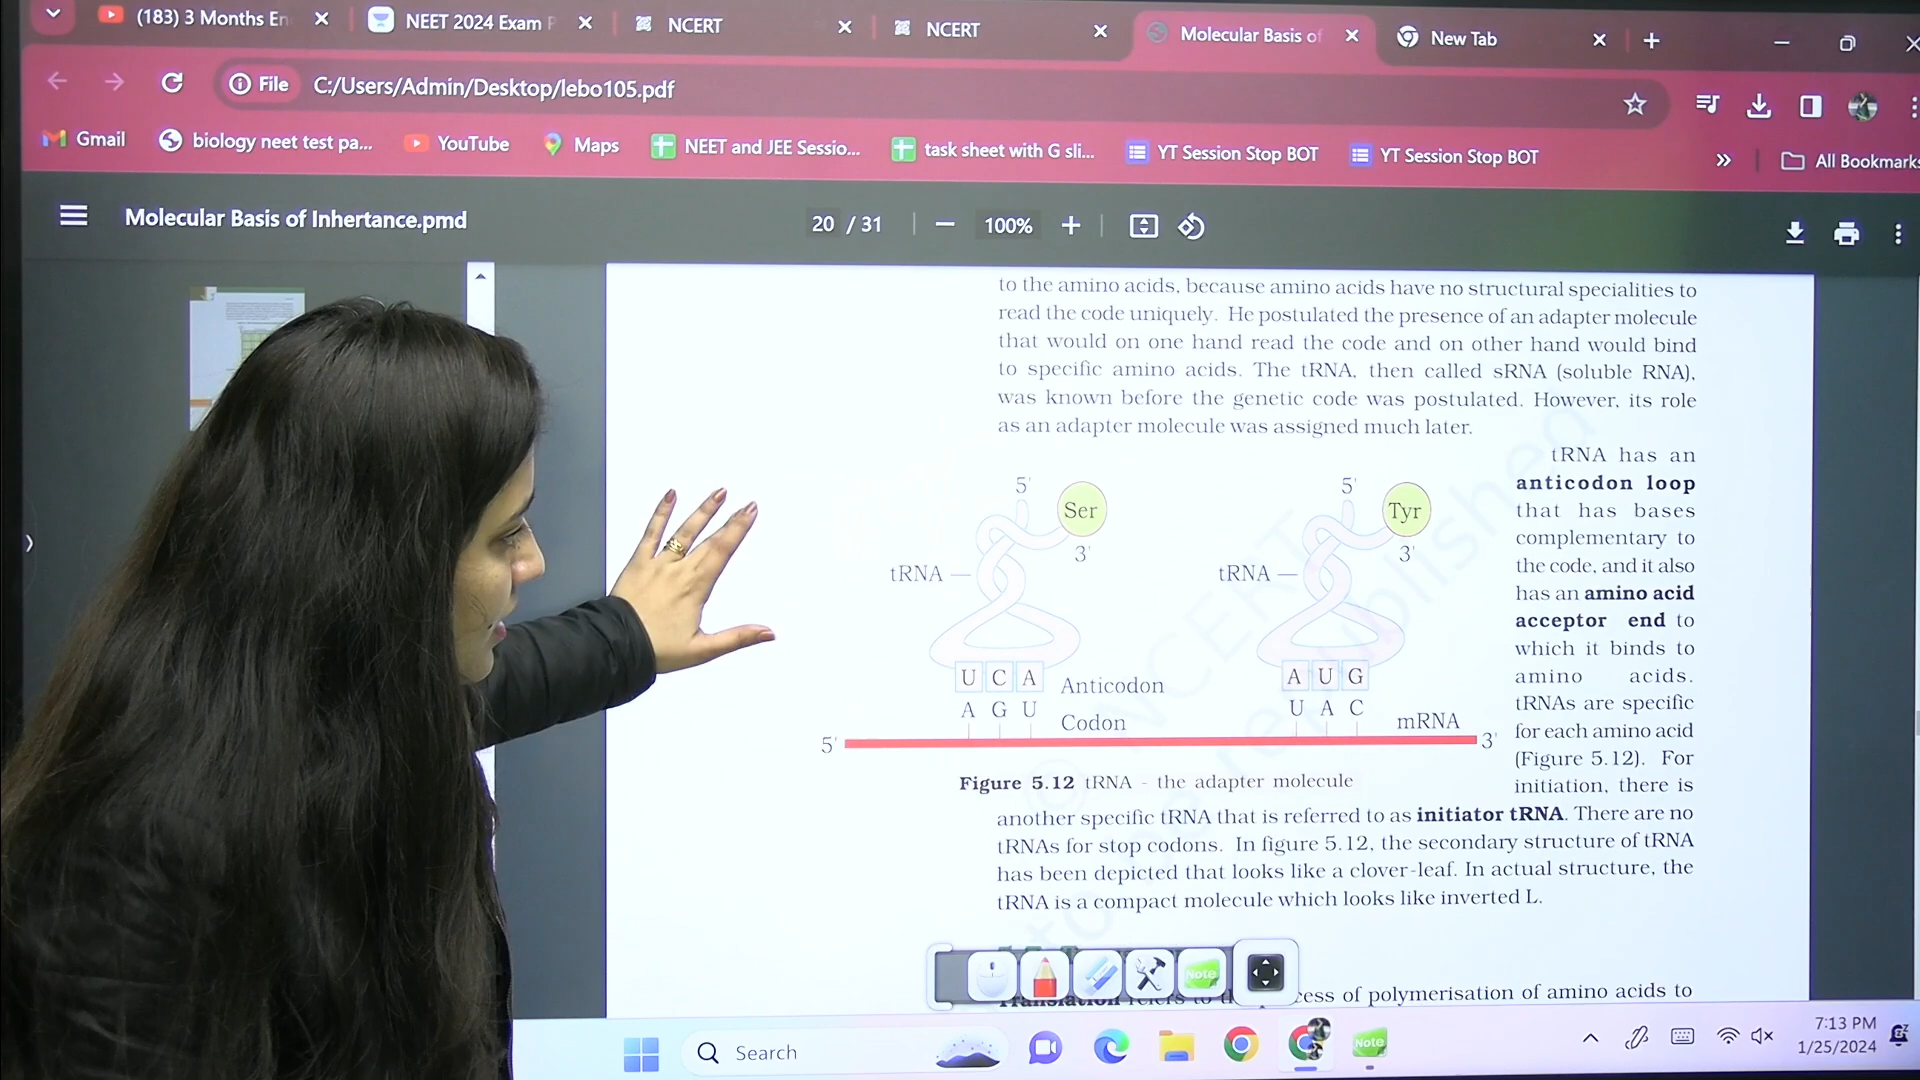 (183) 3 Months En
NEET 2024 Exam P
NCERT
NCERT
Molecular Basis of
New Tab
File
C:/Users/Admin/Desktop/lebo105.pdf
Gmail
biology neet test pa...
YouTube
Maps
NEET and JEE Sessio...
task sheet with G sli...
YT Session Stop BOT
YT Session Stop BOT
All Bookmarks
Molecular Basis of Inhertance.pmd
20 / 31
100%
to the amino acids, because amino acids have no structural specialities to
read the code uniquely. He postulated the presence of an adapter molecule
that would on one hand read the code and on other hand would bind
to specific amino acids. The tRNA, then called sRNA (soluble RNA),
was known before the genetic code was postulated. However, its role
as an adapter molecule was assigned much later.
tRNA has an
anticodon loop
that has bases
complementary to
the code, and it also
has an amino acid
acceptor end to
which it binds to
amino acids.
tRNAs are specific
for each amino acid
(Figure 5.12). For
initiation, there is
5' Ser 3'
tRNA
U C A Anticodon
A G U Codon
5' Tyr 3'
tRNA
A U G
U A C mRNA
5' 3'
Figure 5.12 tRNA - the adapter molecule
another specific tRNA that is referred to as initiator tRNA. There are no
tRNAs for stop codons. In figure 5.12, the secondary structure of tRNA
has been depicted that looks like a clover-leaf. In actual structure, the
tRNA is a compact molecule which looks like inverted L.
Translation refers to cess of polymerisation of amino acids to
© NCERT
to be republished
Note
Search
Note
7:13 PM
1/25/2024